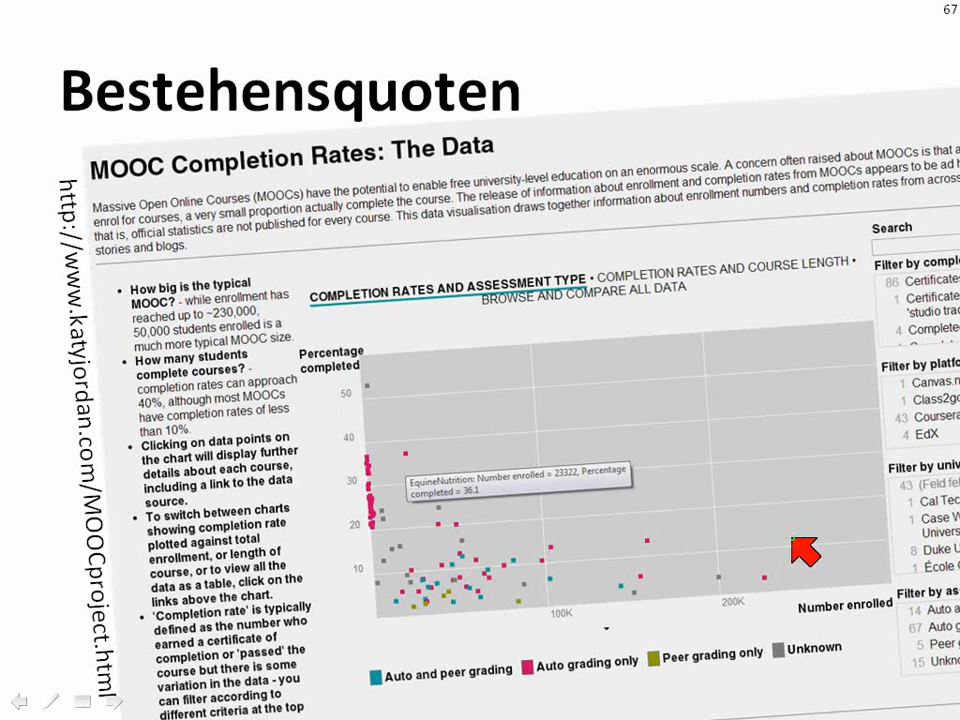 67
Bestehensquoten
MOOC Completion Rates: The Data
Massive Open Online Courses (MOOCs) have the potential to enable free university-level education on an enormous scale. A concern often raised about MOOCs is that a
enrol for courses, a very small proportion actually complete the course. The release of information about enrollment and completion rates from MOOCs appears to be ad h
that is, official statistics are not published for every course. This data visualisation draws together information about enrollment numbers and completion rates from across
stories and blogs.
http://www.katyjordan.com/MOOCproject.html
• How big is the typical
MOOC? - while enrollment has
reached up to ~230,000,
50,000 students enrolled is a
much more typical MOOC size.
• How many students
complete courses? -
completion rates can approach
40%, although most MOOCs
have completion rates of less
than 10%.
• Clicking on data points on
the chart will display further
details about each course,
including a link to the data
source.
• To switch between charts
showing completion rate
plotted against total
enrollment, or length of
course, or to view all the
data as a table, click on the
links above the chart.
• 'Completion rate' is typically
defined as the number who
earned a certificate of
completion or 'passed' the
course but there is some
variation in the data - you
can filter according to
different criteria at the top
COMPLETION RATES AND ASSESSMENT TYPE • COMPLETION RATES AND COURSE LENGTH •
BROWSE AND COMPARE ALL DATA
Percentage
completed
50
40
30
20
10
EquineNutrition: Number enrolled = 23322, Percentage
completed = 36.1
100K
200K
Number enrolled
Auto and peer grading
Auto grading only
Peer grading only
Unknown
Search
Filter by compl
86 Certificates
1 Certificate
'studio trac
4 Completed
Filter by platfo
1 Canvas.n
1 Class2go
43 Coursera
4 EdX
Filter by univ
43 (Feld fe
1 Cal Tec
1 Case W
Univers
8 Duke U
1 École
Filter by as
14 Auto a
67 Auto g
5 Peer
15 Unkno